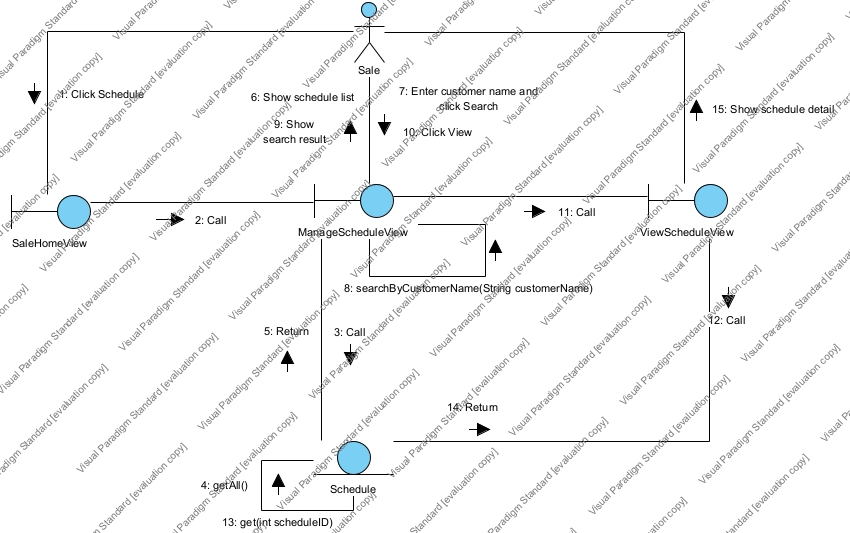 Sale
1: Click Schedule
6: Show schedule list
7: Enter customer name and
click Search
15: Show schedule detail
9: Show
search result
10: Click View
2: Call
11: Call
SaleHomeView
ManageScheduleView
ViewScheduleView
8: searchByCustomerName(String customerName)
12: Call
5: Return
3: Call
14: Return
4: getAll()
Schedule
13: get(int scheduleID)
Visual Paradigm Standard [evaluation copy]